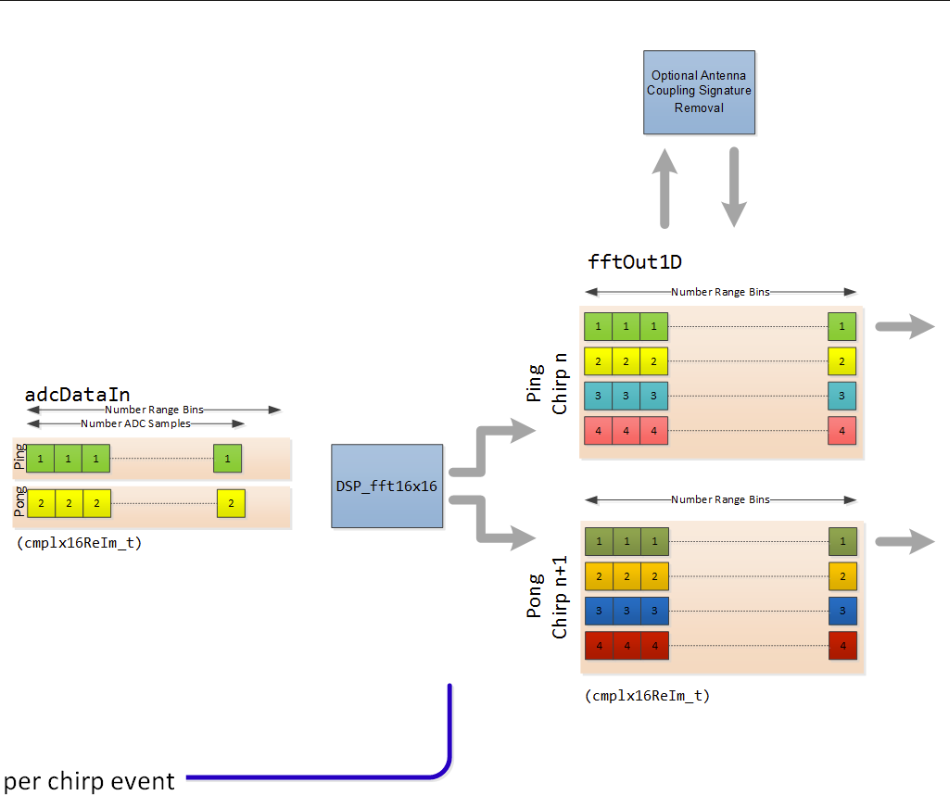 Optional Antenna
Coupling Signature
Removal
fftOut1D
Number Range Bins
Ping
Chirp n
1 1 1 1
2 2 2 2
3 3 3 3
4 4 4 4
adcDataIn
Number Range Bins
Number ADC Samples
Ping
1 1 1 1
Pong
2 2 2 2
(cmplx16ReIm_t)
DSP_fft16x16
Number Range Bins
Pong
Chirp n+1
1 1 1 1
2 2 2 2
3 3 3 3
4 4 4 4
(cmplx16ReIm_t)
per chirp event